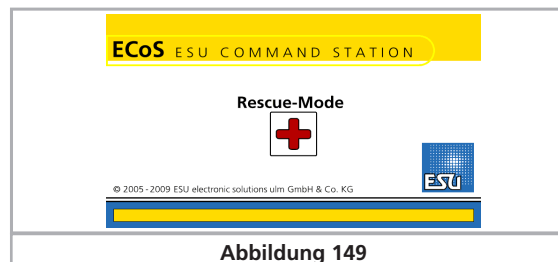 ECoS ESU COMMAND STATION
Rescue-Mode
ESU
© 2005 - 2009 ESU electronic solutions ulm GmbH & Co. KG
Abbildung 149